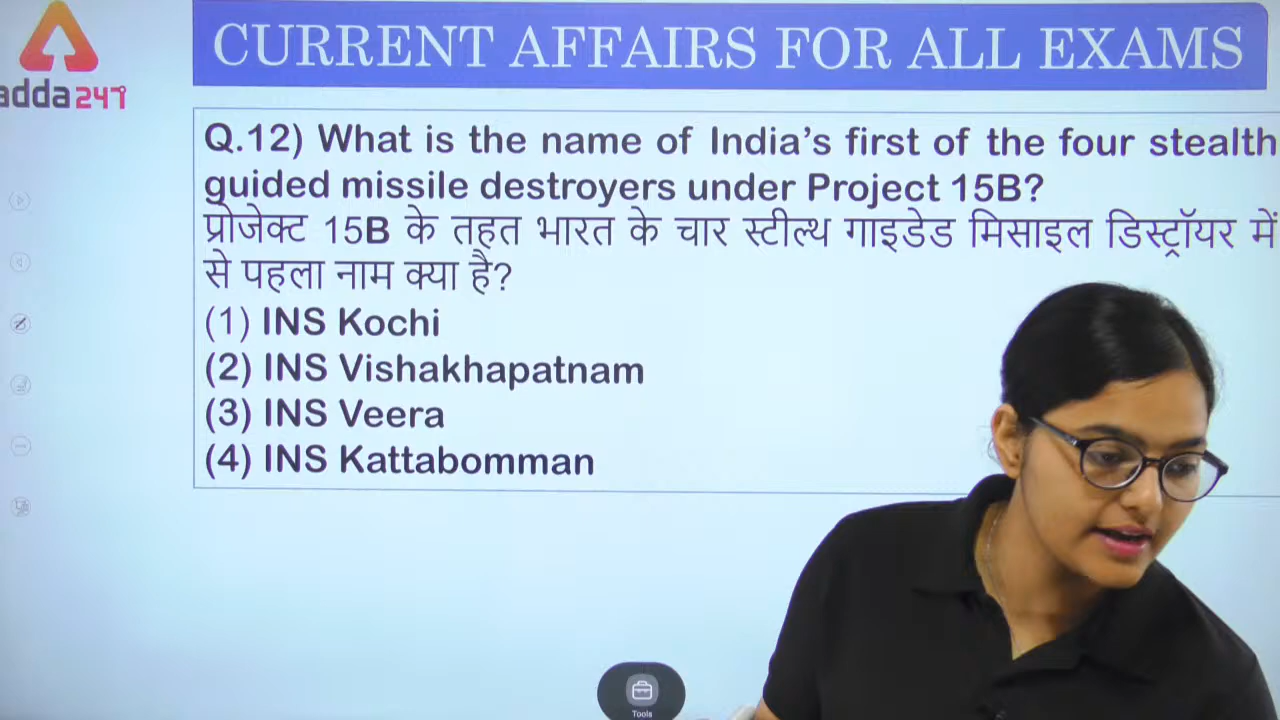 CURRENT AFFAIRS FOR ALL EXAMS
adda247
Q.12) What is the name of India's first of the four stealth
guided missile destroyers under Project 15B?
प्रोजेक्ट 15B के तहत भारत के चार स्टील्थ गाइडेड मिसाइल डिस्ट्रॉयर में
से पहला नाम क्या है?
(1) INS Kochi
(2) INS Vishakhapatnam
(3) INS Veera
(4) INS Kattabomman
Tools